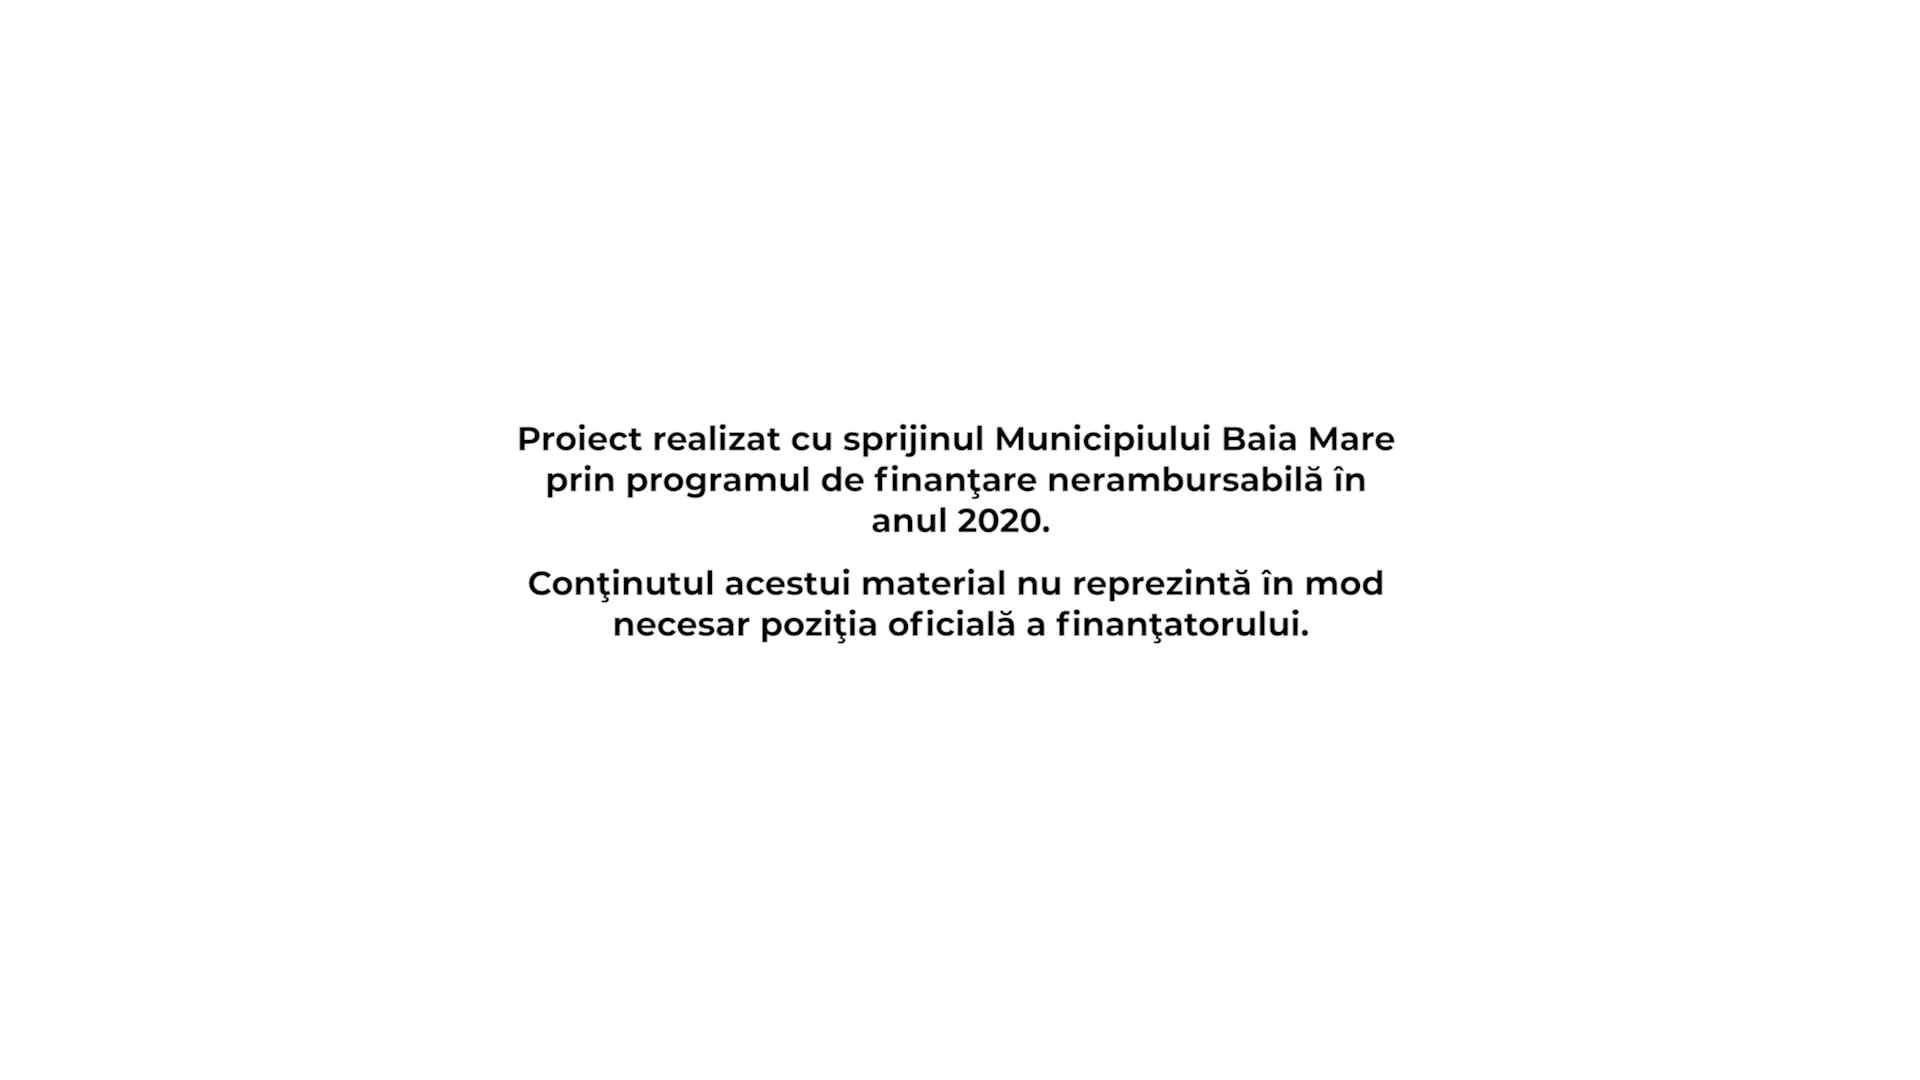 Proiect realizat cu sprijinul Municipiului Baia Mare
prin programul de finanţare nerambursabilă în
anul 2020.
Conţinutul acestui material nu reprezintă în mod
necesar poziţia oficială a finanţatorului.